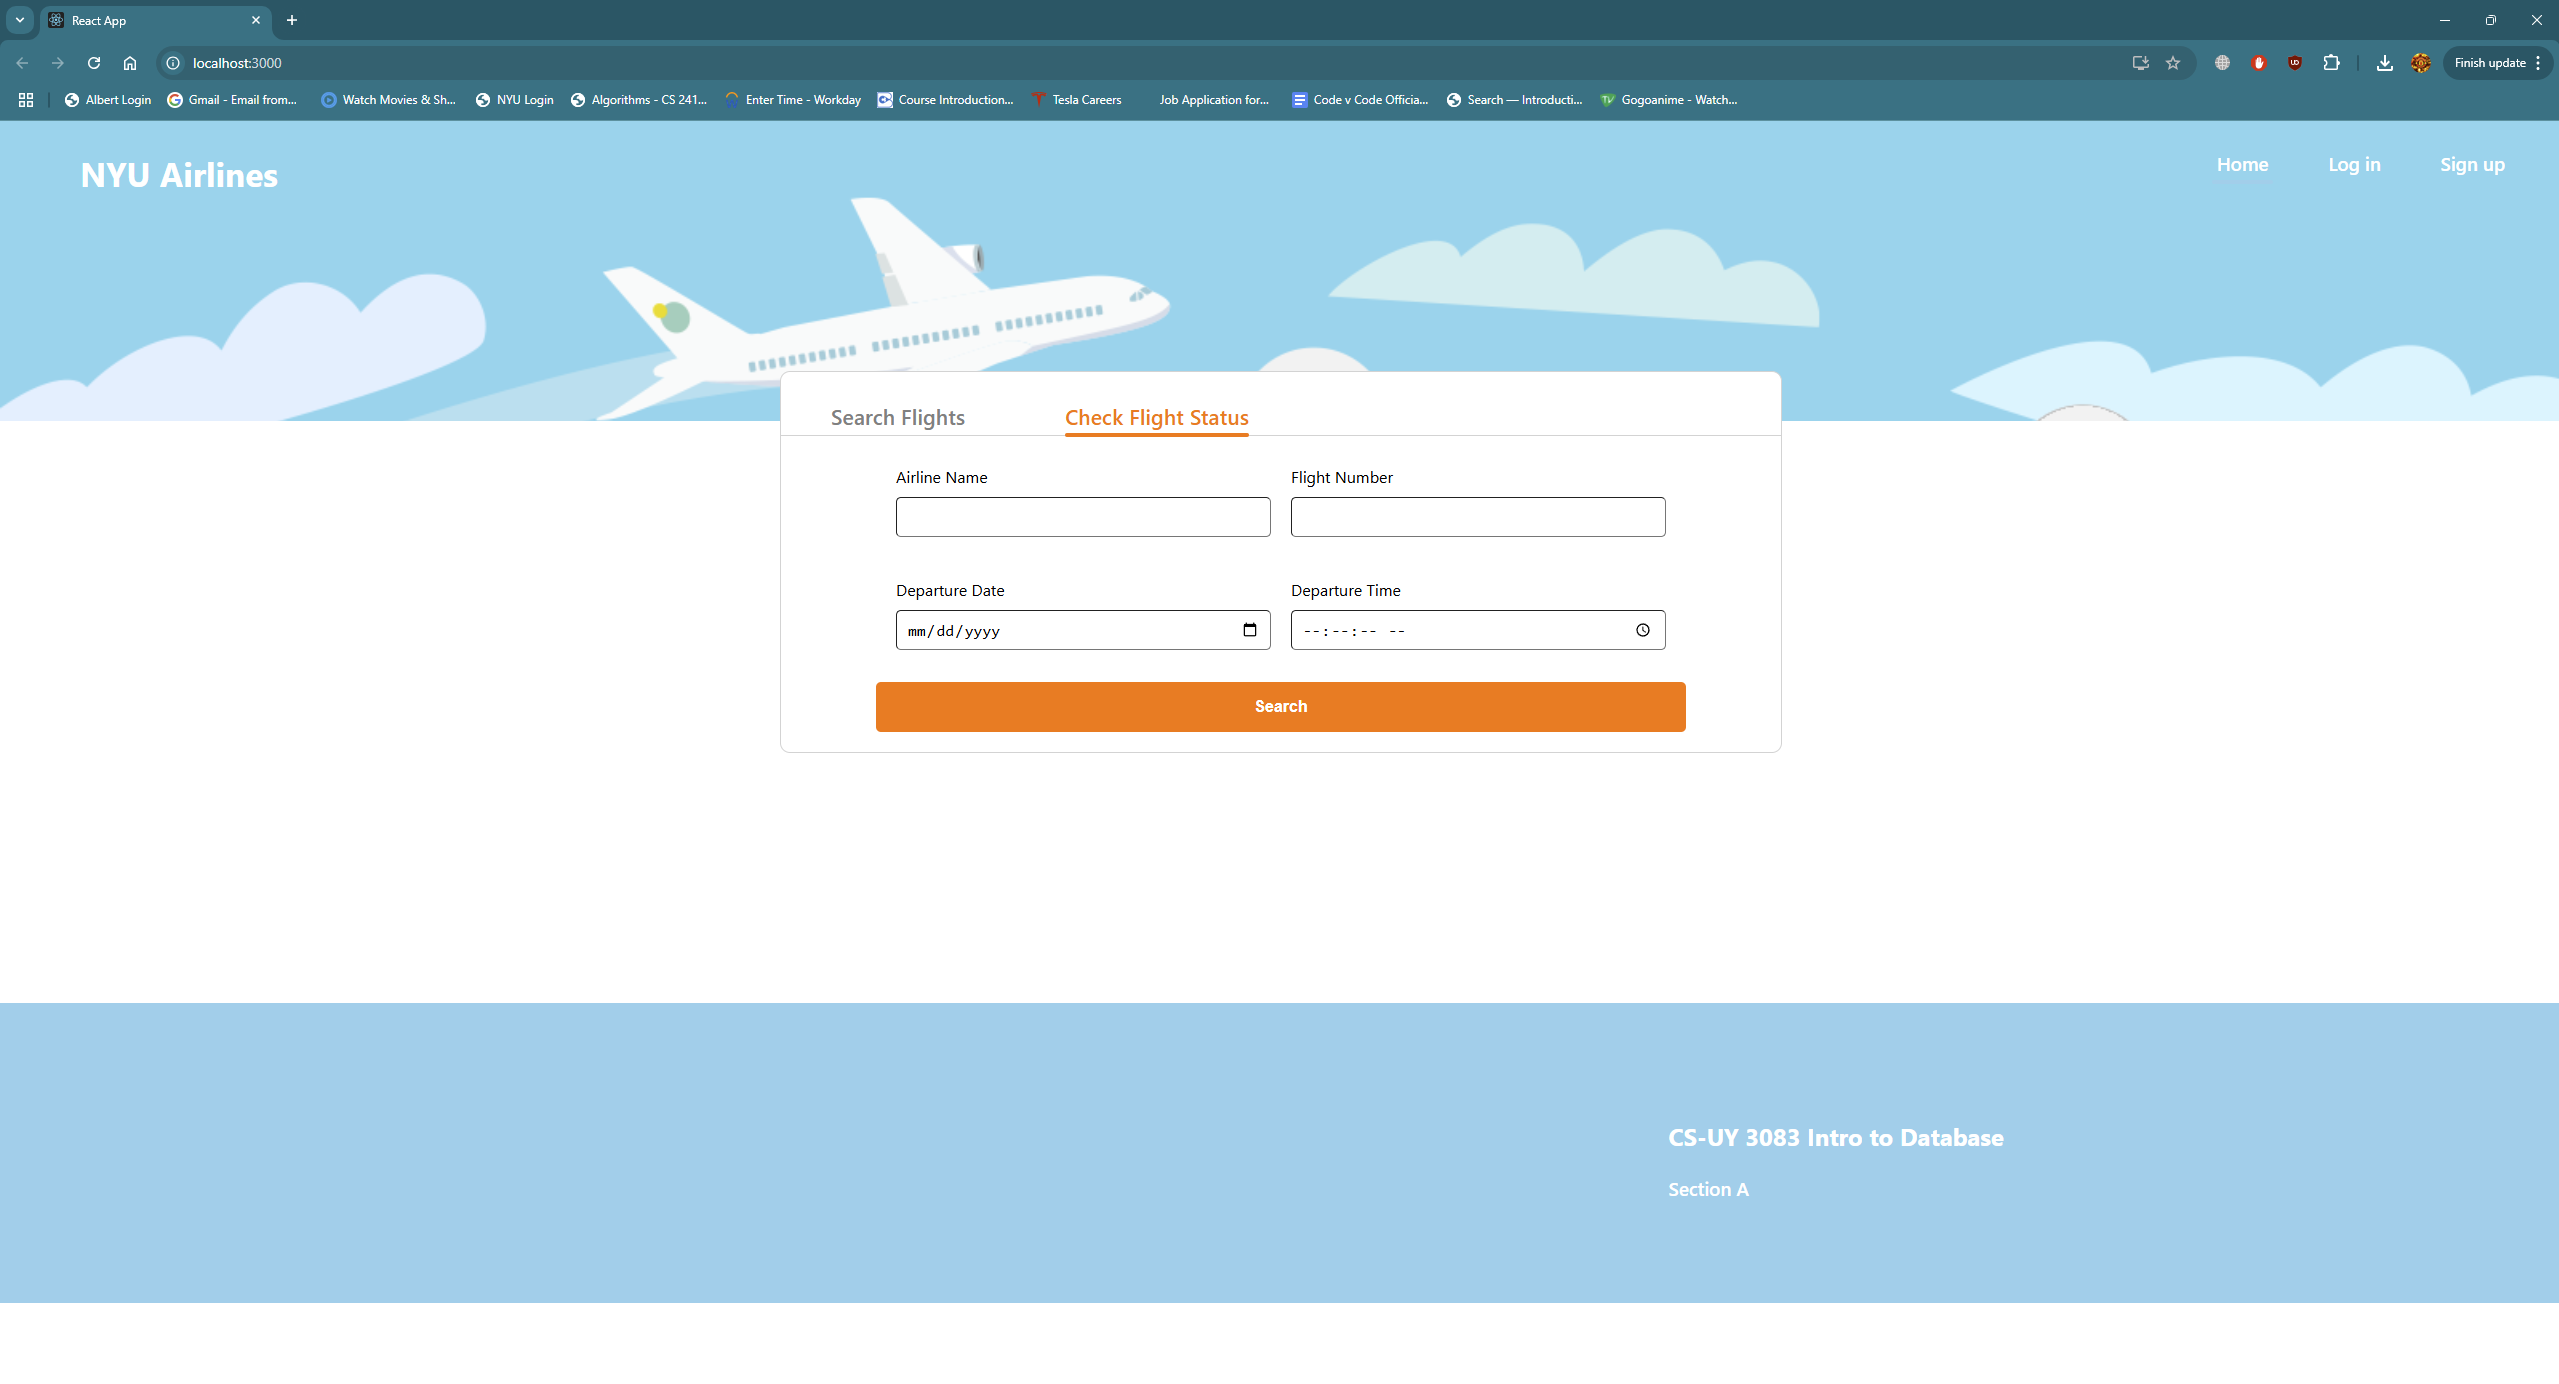 React App
localhost:3000
Finish update
Albert Login
Gmail - Email from...
Watch Movies & Sh...
NYU Login
Algorithms - CS 241...
Enter Time - Workday
Course Introduction...
Tesla Careers
Job Application for...
Code v Code Officia...
Search — Introducti...
Gogoanime - Watch...
NYU Airlines
Home
Log in
Sign up
Search Flights
Check Flight Status
Airline Name
Flight Number
Departure Date
Departure Time
mm/dd/yyyy
--:--:-- --
Search
CS-UY 3083 Intro to Database
Section A